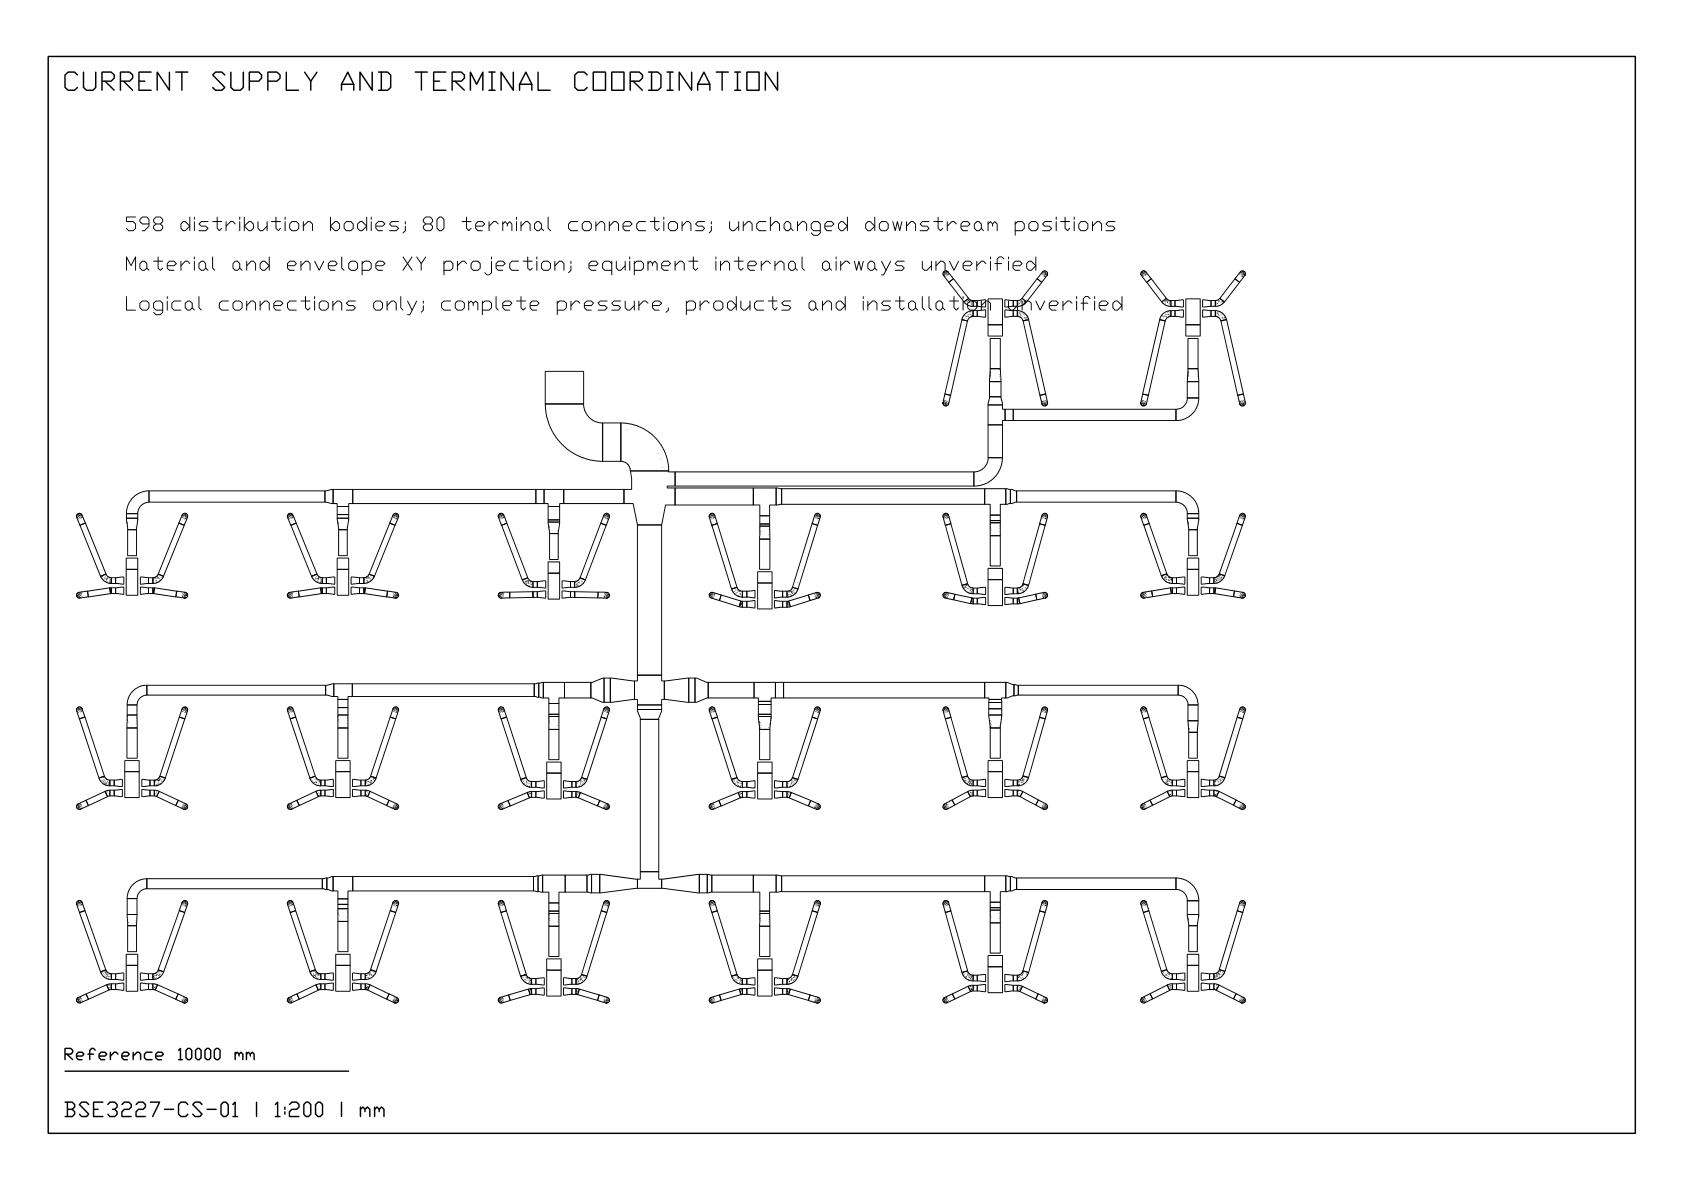 CURRENT SUPPLY AND TERMINAL COORDINATION
598 distribution bodies; 80 terminal connections; unchanged downstream positions
Material and envelope XY projection; equipment internal airways unverified
Logical connections only; complete pressure, products and installation unverified
Reference 10000 mm
BSE3227-CS-01 | 1:200 | mm